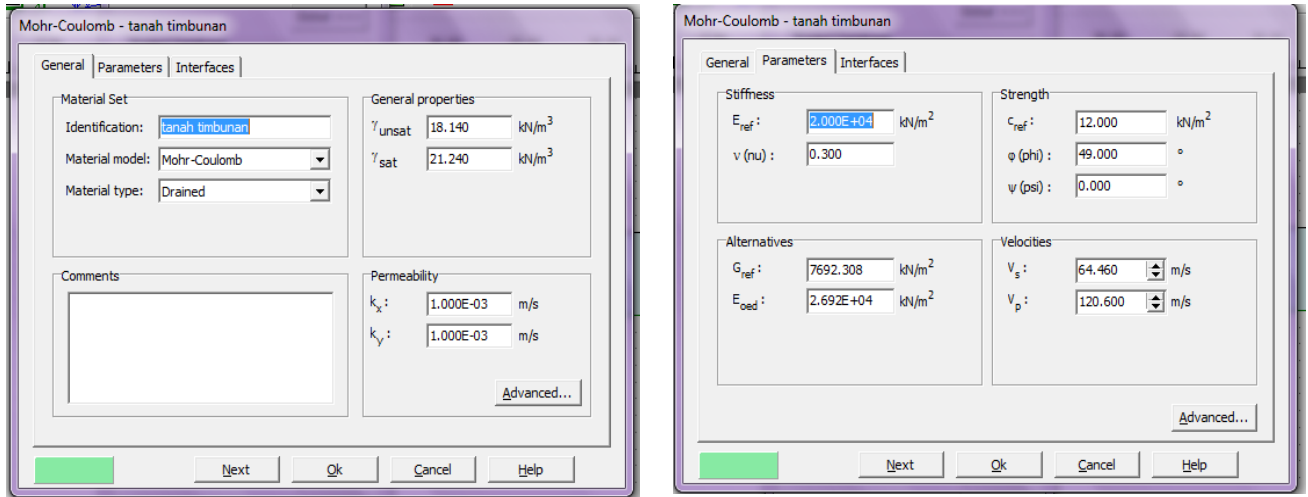 Mohr-Coulomb - tanah timbunan
General Parameters Interfaces
Material Set
Identification: tanah timbunan
Material model: Mohr-Coulomb
Material type: Drained
General properties
γunsat 18.140 kN/m³
γsat 21.240 kN/m³
Comments
Permeability
kx: 1.000E-03 m/s
ky: 1.000E-03 m/s
Advanced...
Next Ok Cancel Help
Mohr-Coulomb - tanah timbunan
General Parameters Interfaces
Stiffness
Eref: 2.000E+04 kN/m²
ν (nu) : 0.300
Strength
cref: 12.000 kN/m²
φ (phi) : 49.000 °
ψ (psi) : 0.000 °
Alternatives
Gref: 7692.308 kN/m²
Eoed: 2.692E+04 kN/m²
Velocities
Vs: 64.460 m/s
Vp: 120.600 m/s
Advanced...
Next Ok Cancel Help